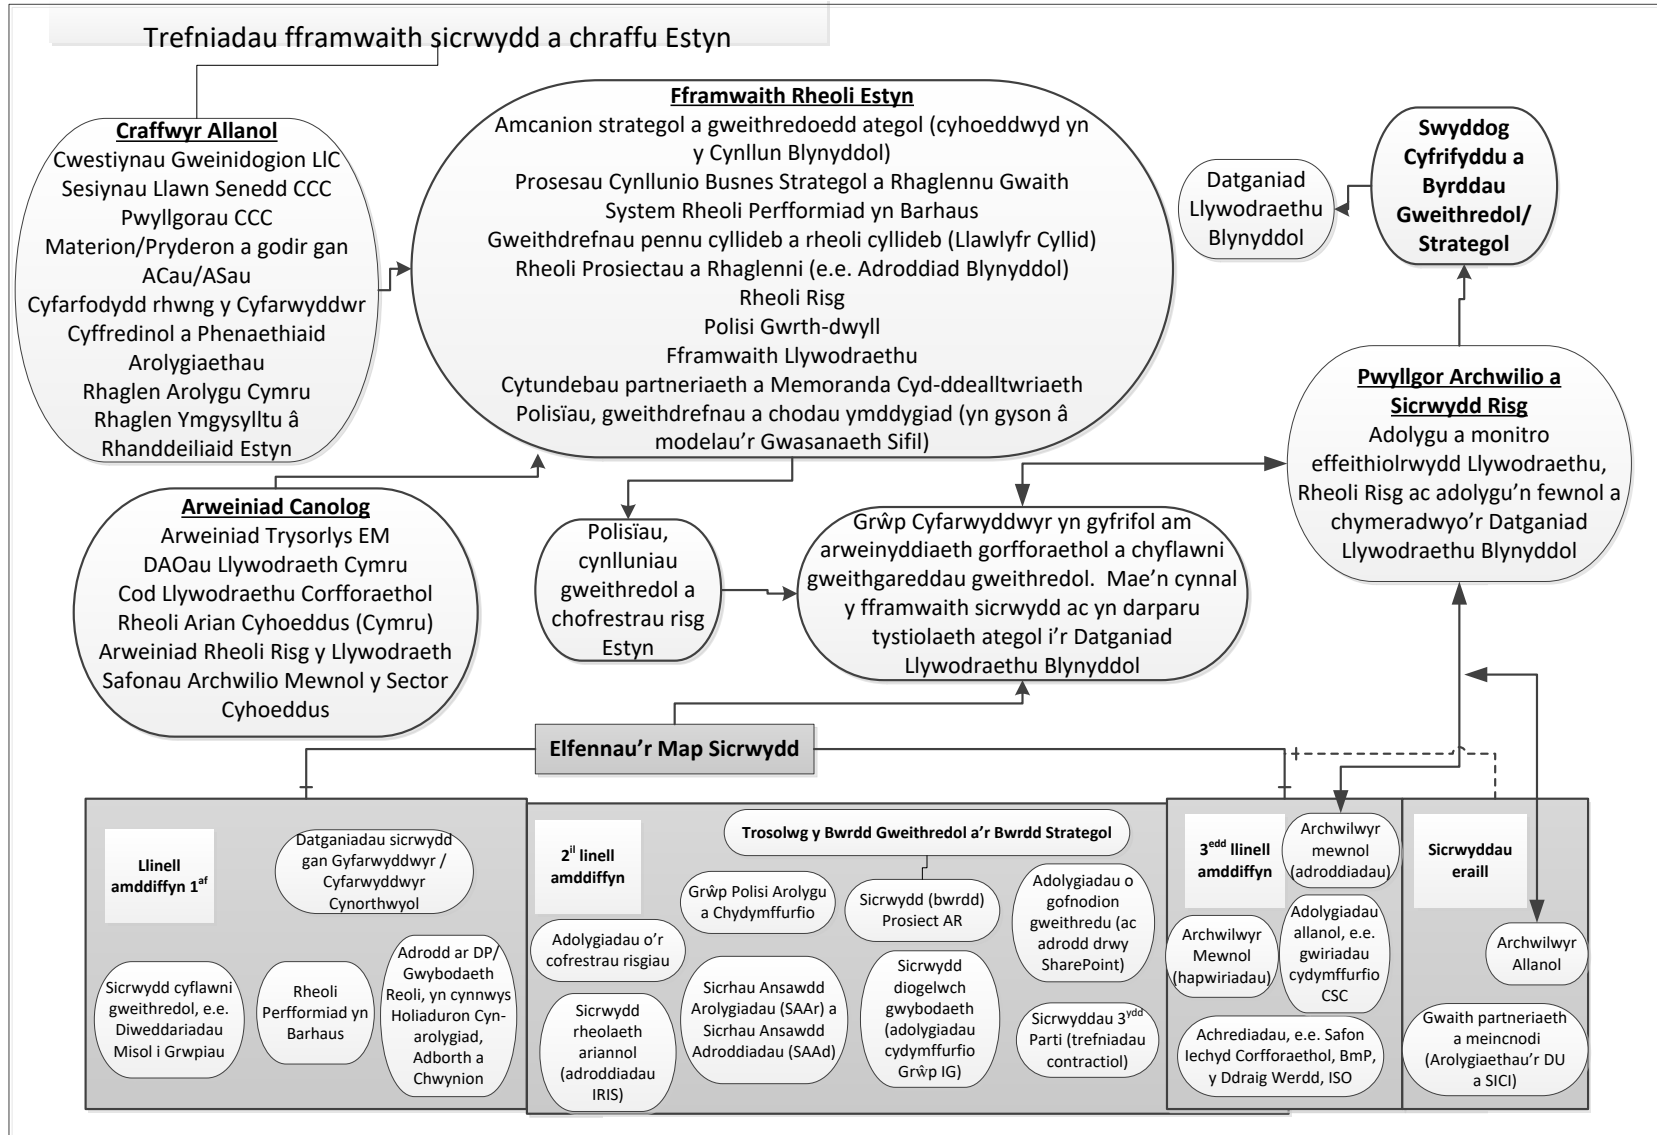 Trefniadau fframwaith sicrwydd a chraffu Estyn
Craffwyr Allanol
Cwestiynau Gweinidogion LlC
Sesiynau Llawn Senedd CCC
Pwyllgorau CCC
Materion/Pryderon a godir gan
ACau/ASau
Cyfarfodydd rhwng y Cyfarwyddwr
Cyffredinol a Phenaethiaid
Arolygiaethau
Rhaglen Arolygu Cymru
Rhaglen Ymgysylltu â
Rhanddeiliaid Estyn
Fframwaith Rheoli Estyn
Amcanion strategol a gweithredoedd ategol (cyhoeddwyd yn
y Cynllun Blynyddol)
Prosesau Cynllunio Busnes Strategol a Rhaglennu Gwaith
System Rheoli Perfformiad yn Barhaus
Gweithdrefnau pennu cyllideb a rheoli cyllideb (Llawlyfr Cyllid)
Rheoli Prosiectau a Rhaglenni (e.e. Adroddiad Blynyddol)
Rheoli Risg
Polisi Gwrth-dwyll
Fframwaith Llywodraethu
Cytundebau partneriaeth a Memoranda Cyd-ddealltwriaeth
Polisïau, gweithdrefnau a chodau ymddygiad (yn gyson â
modelau'r Gwasanaeth Sifil)
Datganiad
Llywodraethu
Blynyddol
Swyddog
Cyfrifyddu a
Byrddau
Gweithredol/
Strategol
Pwyllgor Archwilio a
Sicrwydd Risg
Adolygu a monitro
effeithiolrwydd Llywodraethu,
Rheoli Risg ac adolygu'n fewnol a
chymeradwyo'r Datganiad
Llywodraethu Blynyddol
Arweiniad Canolog
Arweiniad Trysorlys EM
DAOau Llywodraeth Cymru
Cod Llywodraethu Corfforaethol
Rheoli Arian Cyhoeddus (Cymru)
Arweiniad Rheoli Risg y Llywodraeth
Safonau Archwilio Mewnol y Sector
Cyhoeddus
Polisïau,
cynlluniau
gweithredol a
chofrestrau risg
Estyn
Grŵp Cyfarwyddwyr yn gyfrifol am
arweinyddiaeth gorfforaethol a chyflawni
gweithgareddau gweithredol.  Mae'n cynnal
y fframwaith sicrwydd ac yn darparu
tystiolaeth ategol i'r Datganiad
Llywodraethu Blynyddol
Elfennau'r Map Sicrwydd
Llinell
amddiffyn 1af
Datganiadau sicrwydd
gan Gyfarwyddwyr /
Cyfarwyddwyr
Cynorthwyol
Sicrwydd cyflawni
gweithredol, e.e.
Diweddariadau
Misol i Grwpiau
Rheoli
Perfformiad yn
Barhaus
Adrodd ar DP/
Gwybodaeth
Reoli, yn cynnwys
Holiaduron Cyn-
arolygiad,
Adborth a
Chwynion
2il linell
amddiffyn
Trosolwg y Bwrdd Gweithredol a'r Bwrdd Strategol
Grŵp Polisi Arolygu
a Chydymffurfio
Sicrwydd (bwrdd)
Prosiect AR
Adolygiadau o
gofnodion
gweithredu (ac
adrodd drwy
SharePoint)
Adolygiadau o'r
cofrestrau risgiau
Sicrwydd
rheolaeth
ariannol
(adroddiadau
IRIS)
Sicrhau Ansawdd
Arolygiadau (SAAr) a
Sicrhau Ansawdd
Adroddiadau (SAAd)
Sicrwydd
diogelwch
gwybodaeth
(adolygiadau
cydymffurfio
Grŵp IG)
Sicrwyddau 3ydd
Parti (trefniadau
contractiol)
3edd llinell
amddiffyn
Archwilwyr
mewnol
(adroddiadau)
Archwilwyr
Mewnol
(hapwiriadau)
Adolygiadau
allanol, e.e.
gwiriadau
cydymffurfio
CSC
Achrediadau, e.e. Safon
Iechyd Corfforaethol, BmP,
y Ddraig Werdd, ISO
Sicrwyddau
eraill
Archwilwyr
Allanol
Gwaith partneriaeth
a meincnodi
(Arolygiaethau'r DU
a SICI)